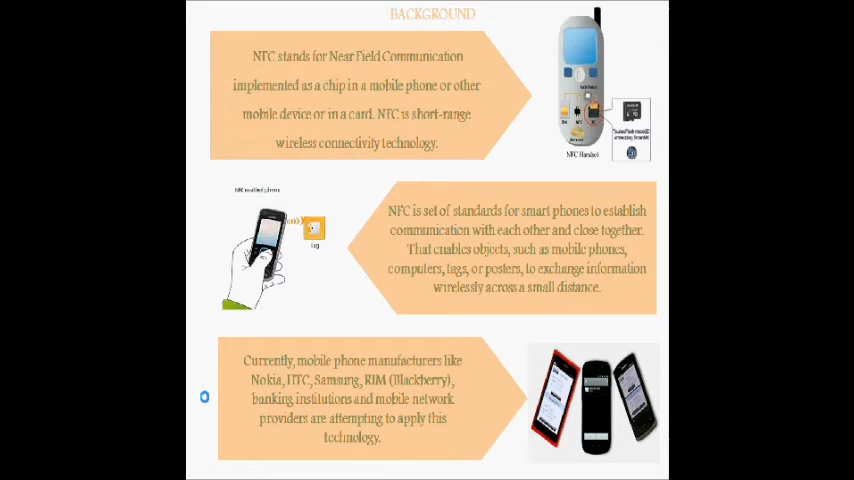 BACKGROUND
NFC stands for Near Field Communication
implemented as a chip in a mobile phone or other
mobile device or in a card. NFC is short-range
wireless connectivity technology.
NFC Handset
NFC enabled phone
tag
NFC is set of standards for smart phones to establish
communication with each other and close together.
That enables objects, such as mobile phones,
computers, tags, or posters, to exchange information
wirelessly across a small distance.
Currently, mobile phone manufacturers like
Nokia, HTC, Samsung, RIM (Blackberry),
banking institutions and mobile network
providers are attempting to apply this
technology.